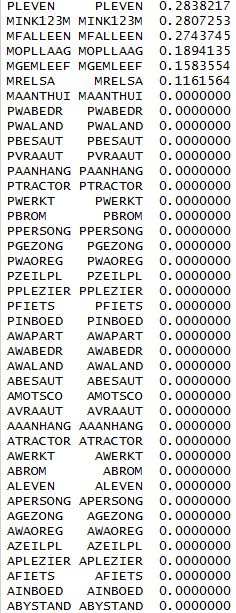 PLEVEN PLEVEN 0.2838217
MINK123M MINK123M 0.2807253
MFALLEEN MFALLEEN 0.2743745
MOPLLAAG MOPLLAAG 0.1894135
MGEMLEEF MGEMLEEF 0.1583554
MRELSA MRELSA 0.1161564
MAANTHUI MAANTHUI 0.0000000
PWABEDR PWABEDR 0.0000000
PWALAND PWALAND 0.0000000
PBESAUT PBESAUT 0.0000000
PVRAAUT PVRAAUT 0.0000000
PAANHANG PAANHANG 0.0000000
PTRACTOR PTRACTOR 0.0000000
PWERKT PWERKT 0.0000000
PBROM PBROM 0.0000000
PPERSONG PPERSONG 0.0000000
PGEZONG PGEZONG 0.0000000
PWAOREG PWAOREG 0.0000000
PZEILPL PZEILPL 0.0000000
PPLEZIER PPLEZIER 0.0000000
PFIETS PFIETS 0.0000000
PINBOED PINBOED 0.0000000
AWAPART AWAPART 0.0000000
AWABEDR AWABEDR 0.0000000
AWALAND AWALAND 0.0000000
ABESAUT ABESAUT 0.0000000
AMOTSCO AMOTSCO 0.0000000
AVRAAUT AVRAAUT 0.0000000
AAANHANG AAANHANG 0.0000000
ATRACTOR ATRACTOR 0.0000000
AWERKT AWERKT 0.0000000
ABROM ABROM 0.0000000
ALEVEN ALEVEN 0.0000000
APERSONG APERSONG 0.0000000
AGEZONG AGEZONG 0.0000000
AWAOREG AWAOREG 0.0000000
AZEILPL AZEILPL 0.0000000
APLEZIER APLEZIER 0.0000000
AFIETS AFIETS 0.0000000
AINBOED AINBOED 0.0000000
ABYSTAND ABYSTAND 0.0000000